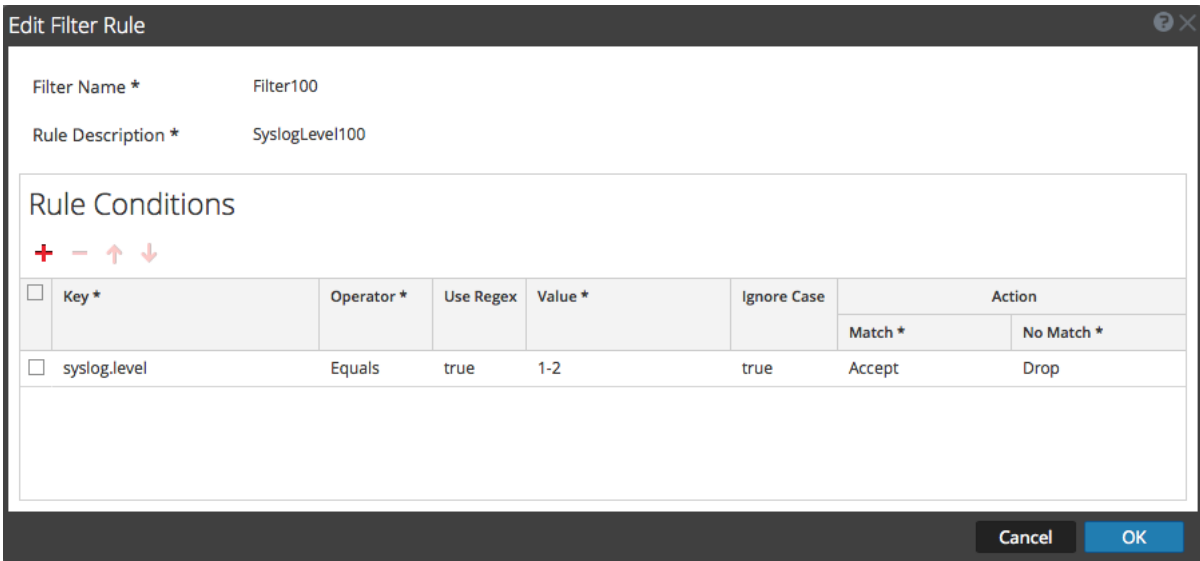 Edit Filter Rule
Filter Name * Filter100
Rule Description * SyslogLevel100
Rule Conditions
Key * Operator * Use Regex Value * Ignore Case Action
Match * No Match *
syslog.level Equals true 1-2 true Accept Drop
Cancel OK